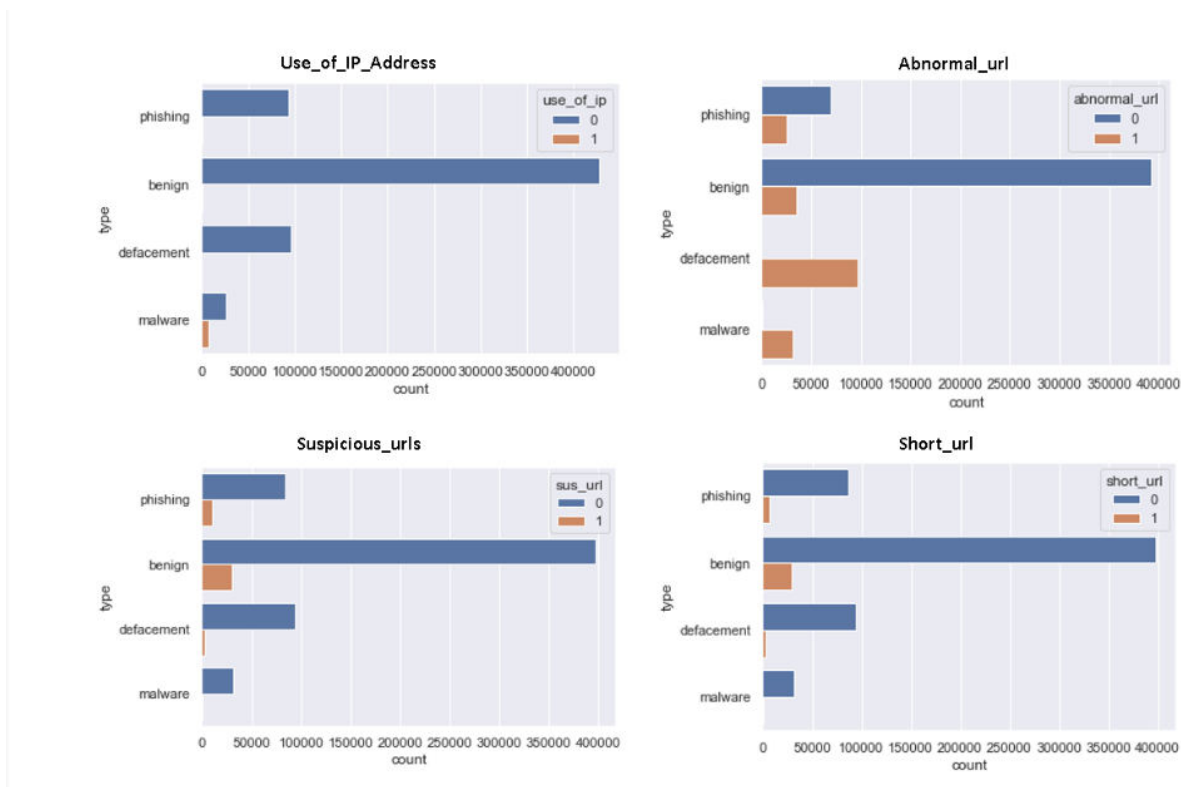 Use_of_IP_Address
use_of_ip
0
1
phishing
benign
defacement
malware
type
0 50000 100000 150000 200000 250000 300000 350000 400000
count
Abnormal_url
abnormal_url
0
1
phishing
benign
defacement
malware
type
0 50000 100000 150000 200000 250000 300000 350000 400000
count
Suspicious_urls
sus_url
0
1
phishing
benign
defacement
malware
type
0 50000 100000 150000 200000 250000 300000 350000 400000
count
Short_url
short_url
0
1
phishing
benign
defacement
malware
type
0 50000 100000 150000 200000 250000 300000 350000 400000
count